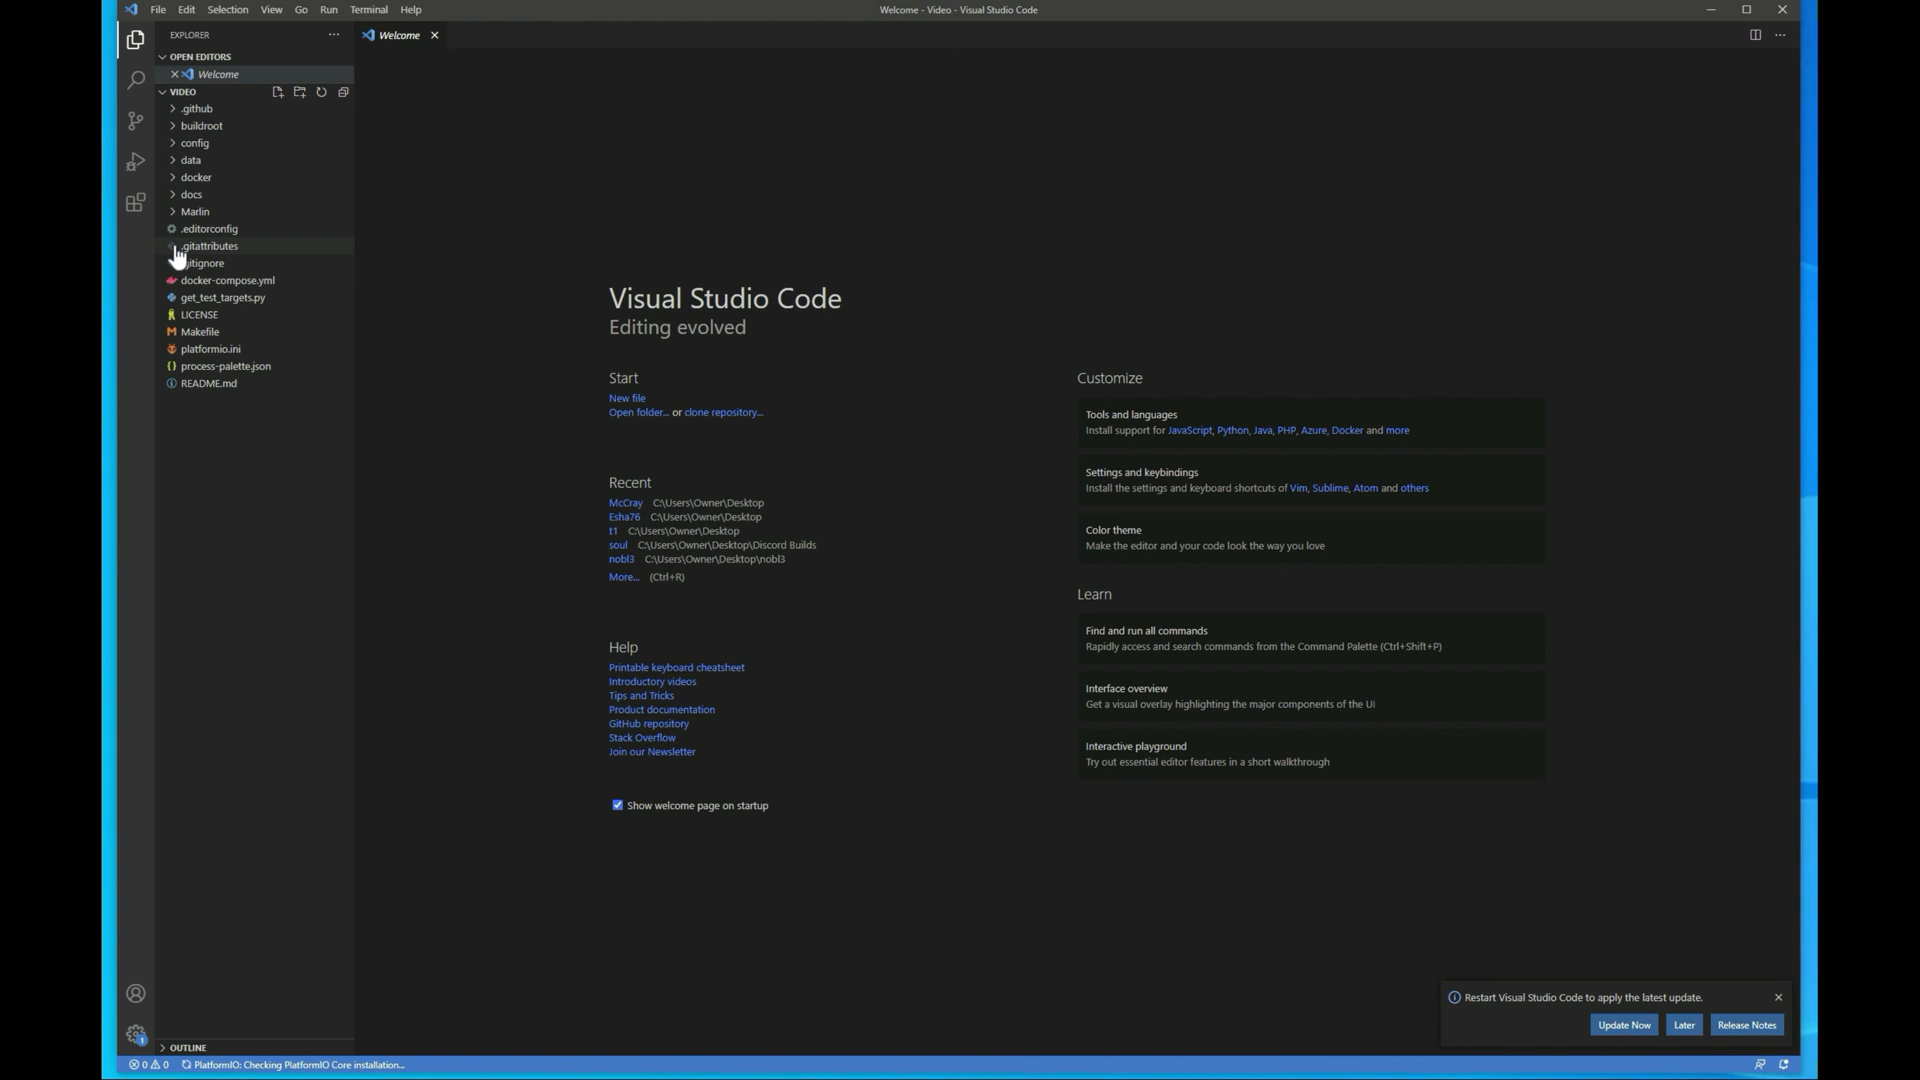 File Edit Selection View Go Run Terminal Help
Welcome - Video - Visual Studio Code
EXPLORER
Welcome
OPEN EDITORS
Welcome
VIDEO
.github
buildroot
config
data
docker
docs
Marlin
.editorconfig
.gitattributes
gitignore
docker-compose.yml
get_test_targets.py
LICENSE
Makefile
platformio.ini
process-palette.json
README.md
Visual Studio Code
Editing evolved
Start
New file
Open folder... or clone repository...
Recent
McCray C:\Users\Owner\Desktop
Esha76 C:\Users\Owner\Desktop
t1 C:\Users\Owner\Desktop
soul C:\Users\Owner\Desktop\Discord Builds
nobl3 C:\Users\Owner\Desktop\nobl3
More... (Ctrl+R)
Help
Printable keyboard cheatsheet
Introductory videos
Tips and Tricks
Product documentation
GitHub repository
Stack Overflow
Join our Newsletter
Show welcome page on startup
Customize
Tools and languages
Install support for JavaScript, Python, Java, PHP, Azure, Docker and more
Settings and keybindings
Install the settings and keyboard shortcuts of Vim, Sublime, Atom and others
Color theme
Make the editor and your code look the way you love
Learn
Find and run all commands
Rapidly access and search commands from the Command Palette (Ctrl+Shift+P)
Interface overview
Get a visual overlay highlighting the major components of the UI
Interactive playground
Try out essential editor features in a short walkthrough
Restart Visual Studio Code to apply the latest update.
Update Now Later Release Notes
1
OUTLINE
0 0 PlatformIO: Checking PlatformIO Core installation...